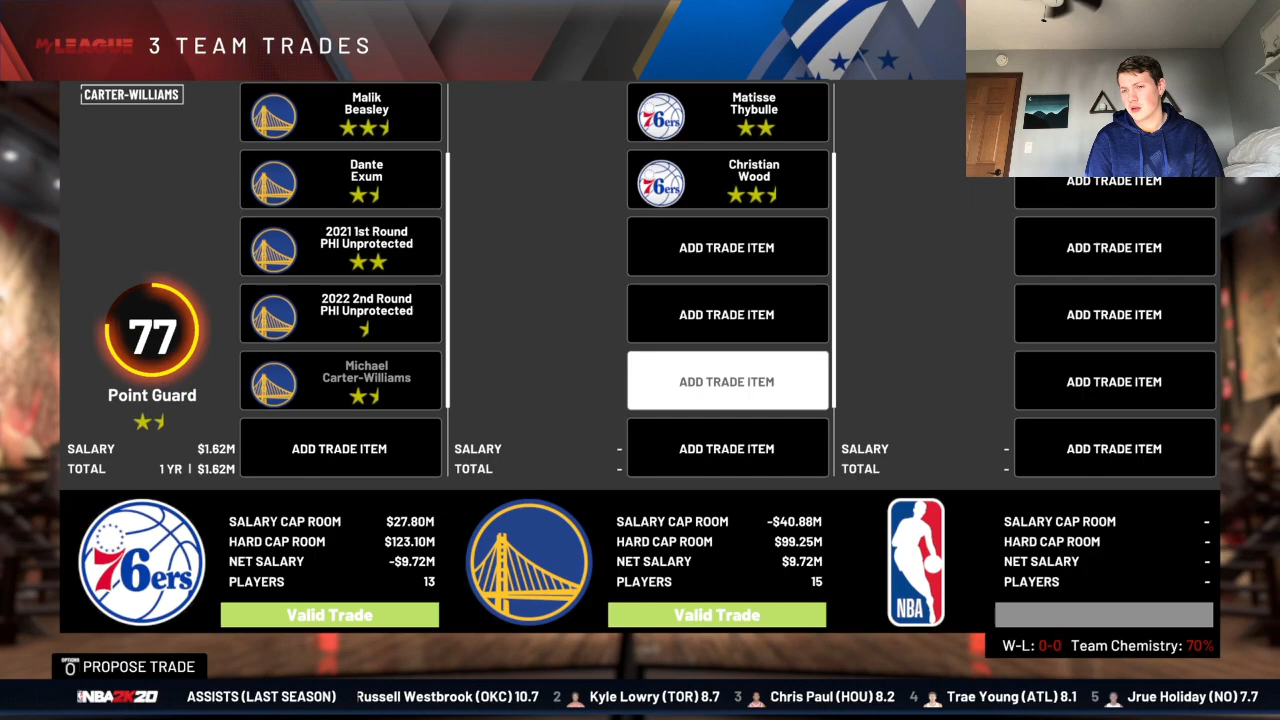 MyLEAGUE 3 TEAM TRADES
CARTER-WILLIAMS
77
Point Guard
SALARY $1.62M
TOTAL 1 YR | $1.62M
Malik
Beasley
Dante
Exum
2021 1st Round
PHI Unprotected
2022 2nd Round
PHI Unprotected
Michael
Carter-Williams
ADD TRADE ITEM
SALARY -
TOTAL -
76ers
Matisse
Thybulle
76ers
Christian
Wood
ADD TRADE ITEM
ADD TRADE ITEM
ADD TRADE ITEM
ADD TRADE ITEM
SALARY -
TOTAL -
ADD TRADE ITEM
ADD TRADE ITEM
ADD TRADE ITEM
ADD TRADE ITEM
ADD TRADE ITEM
76ers
SALARY CAP ROOM $27.80M
HARD CAP ROOM $123.10M
NET SALARY -$9.72M
PLAYERS 13
Valid Trade
SALARY CAP ROOM -$40.88M
HARD CAP ROOM $99.25M
NET SALARY $9.72M
PLAYERS 15
Valid Trade
NBA
SALARY CAP ROOM -
HARD CAP ROOM -
NET SALARY -
PLAYERS -
W-L: 0-0 Team Chemistry: 70%
OPTIONS PROPOSE TRADE
NBA2K20 ASSISTS (LAST SEASON) Russell Westbrook (OKC) 10.7 2 Kyle Lowry (TOR) 8.7 3 Chris Paul (HOU) 8.2 4 Trae Young (ATL) 8.1 5 Jrue Holiday (NO) 7.7